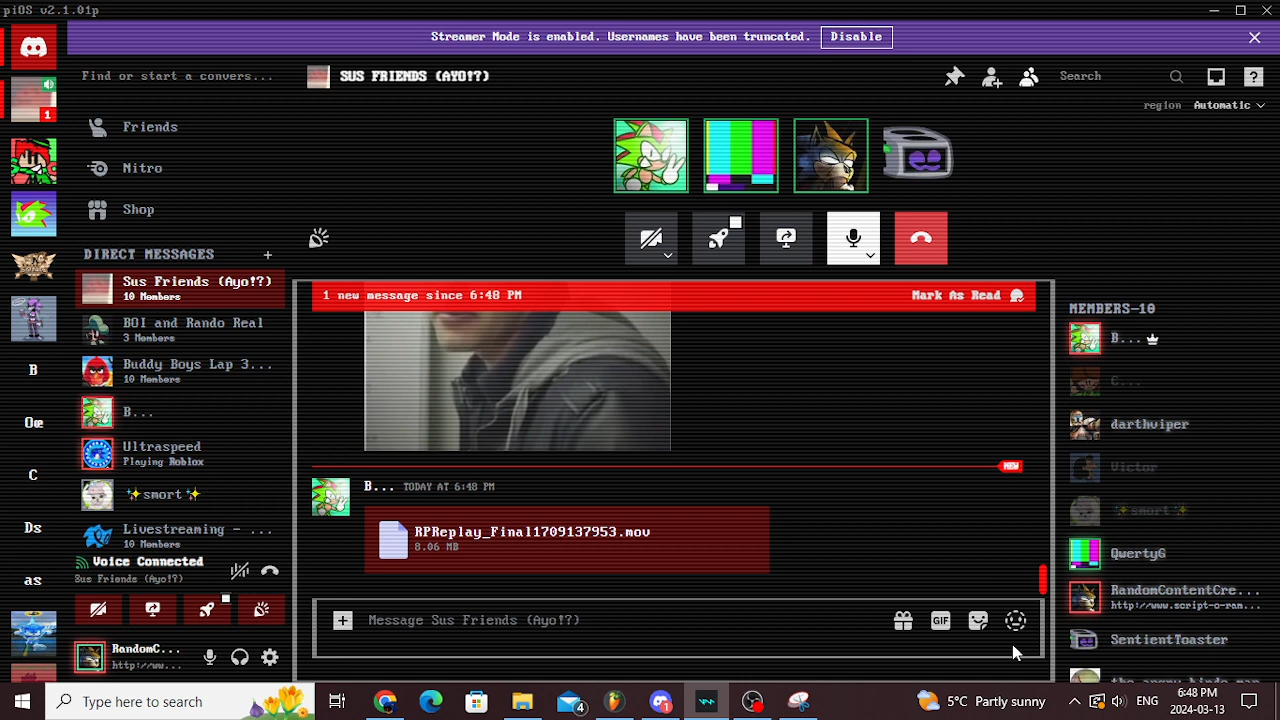 piOS v2.1.01p
Streamer Mode is enabled. Usernames have been truncated.
Disable
Find or start a convers...
SUS FRIENDS (AYO!?)
Search
region Automatic
1
Friends
Nitro
Shop
DIRECT MESSAGES +
Sus Friends (Ayo!?)
10 Members
BOI and Rando Real
3 Members
Buddy Boys Lap 3...
10 Members
B...
Ultraspeed
Playing Roblox
✨smort✨
Livestreaming - ...
10 Members
B
Oœ
C
Ds
as
Voice Connected
Sus Friends (Ayo!?)
RandomC...
http://ww...
1 new message since 6:48 PM
Mark As Read
NEW
B... TODAY AT 6:48 PM
RPReplay_Final1709137953.mov
8.06 MB
Message Sus Friends (Ayo!?)
GIF
MEMBERS-10
B...
C...
darthviper
Victor
✨smort✨
QwertyG
RandomContentCre...
http://www.script-o-ran...
SentientToaster
Type here to search
4
1
5°C Partly sunny
ENG
6:48 PM
2024-03-13